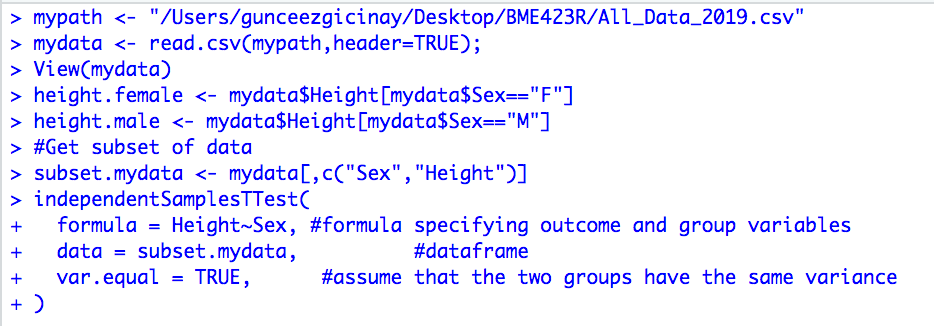 > mypath <- "/Users/gunceezgicinay/Desktop/BME423R/All_Data_2019.csv"
> mydata <- read.csv(mypath,header=TRUE);
> View(mydata)
> height.female <- mydata$Height[mydata$Sex=="F"]
> height.male <- mydata$Height[mydata$Sex=="M"]
> #Get subset of data
> subset.mydata <- mydata[,c("Sex","Height")]
> independentSamplesTTest(
+   formula = Height~Sex, #formula specifying outcome and group variables
+   data = subset.mydata,          #dataframe
+   var.equal = TRUE,      #assume that the two groups have the same variance
+ )